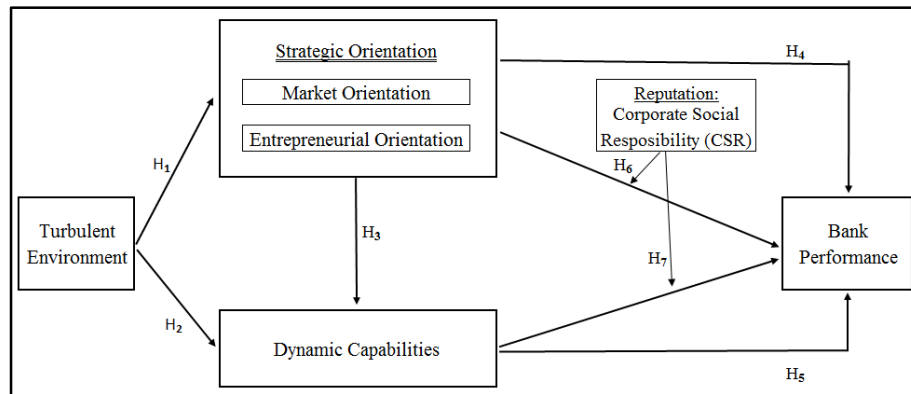 Strategic Orientation
Market Orientation
Entrepreneurial Orientation
H4
Reputation:
Corporate Social
Resposibility (CSR)
H1
H6
Turbulent
Environment
H3
Bank
Performance
H7
H2
Dynamic Capabilities
H5